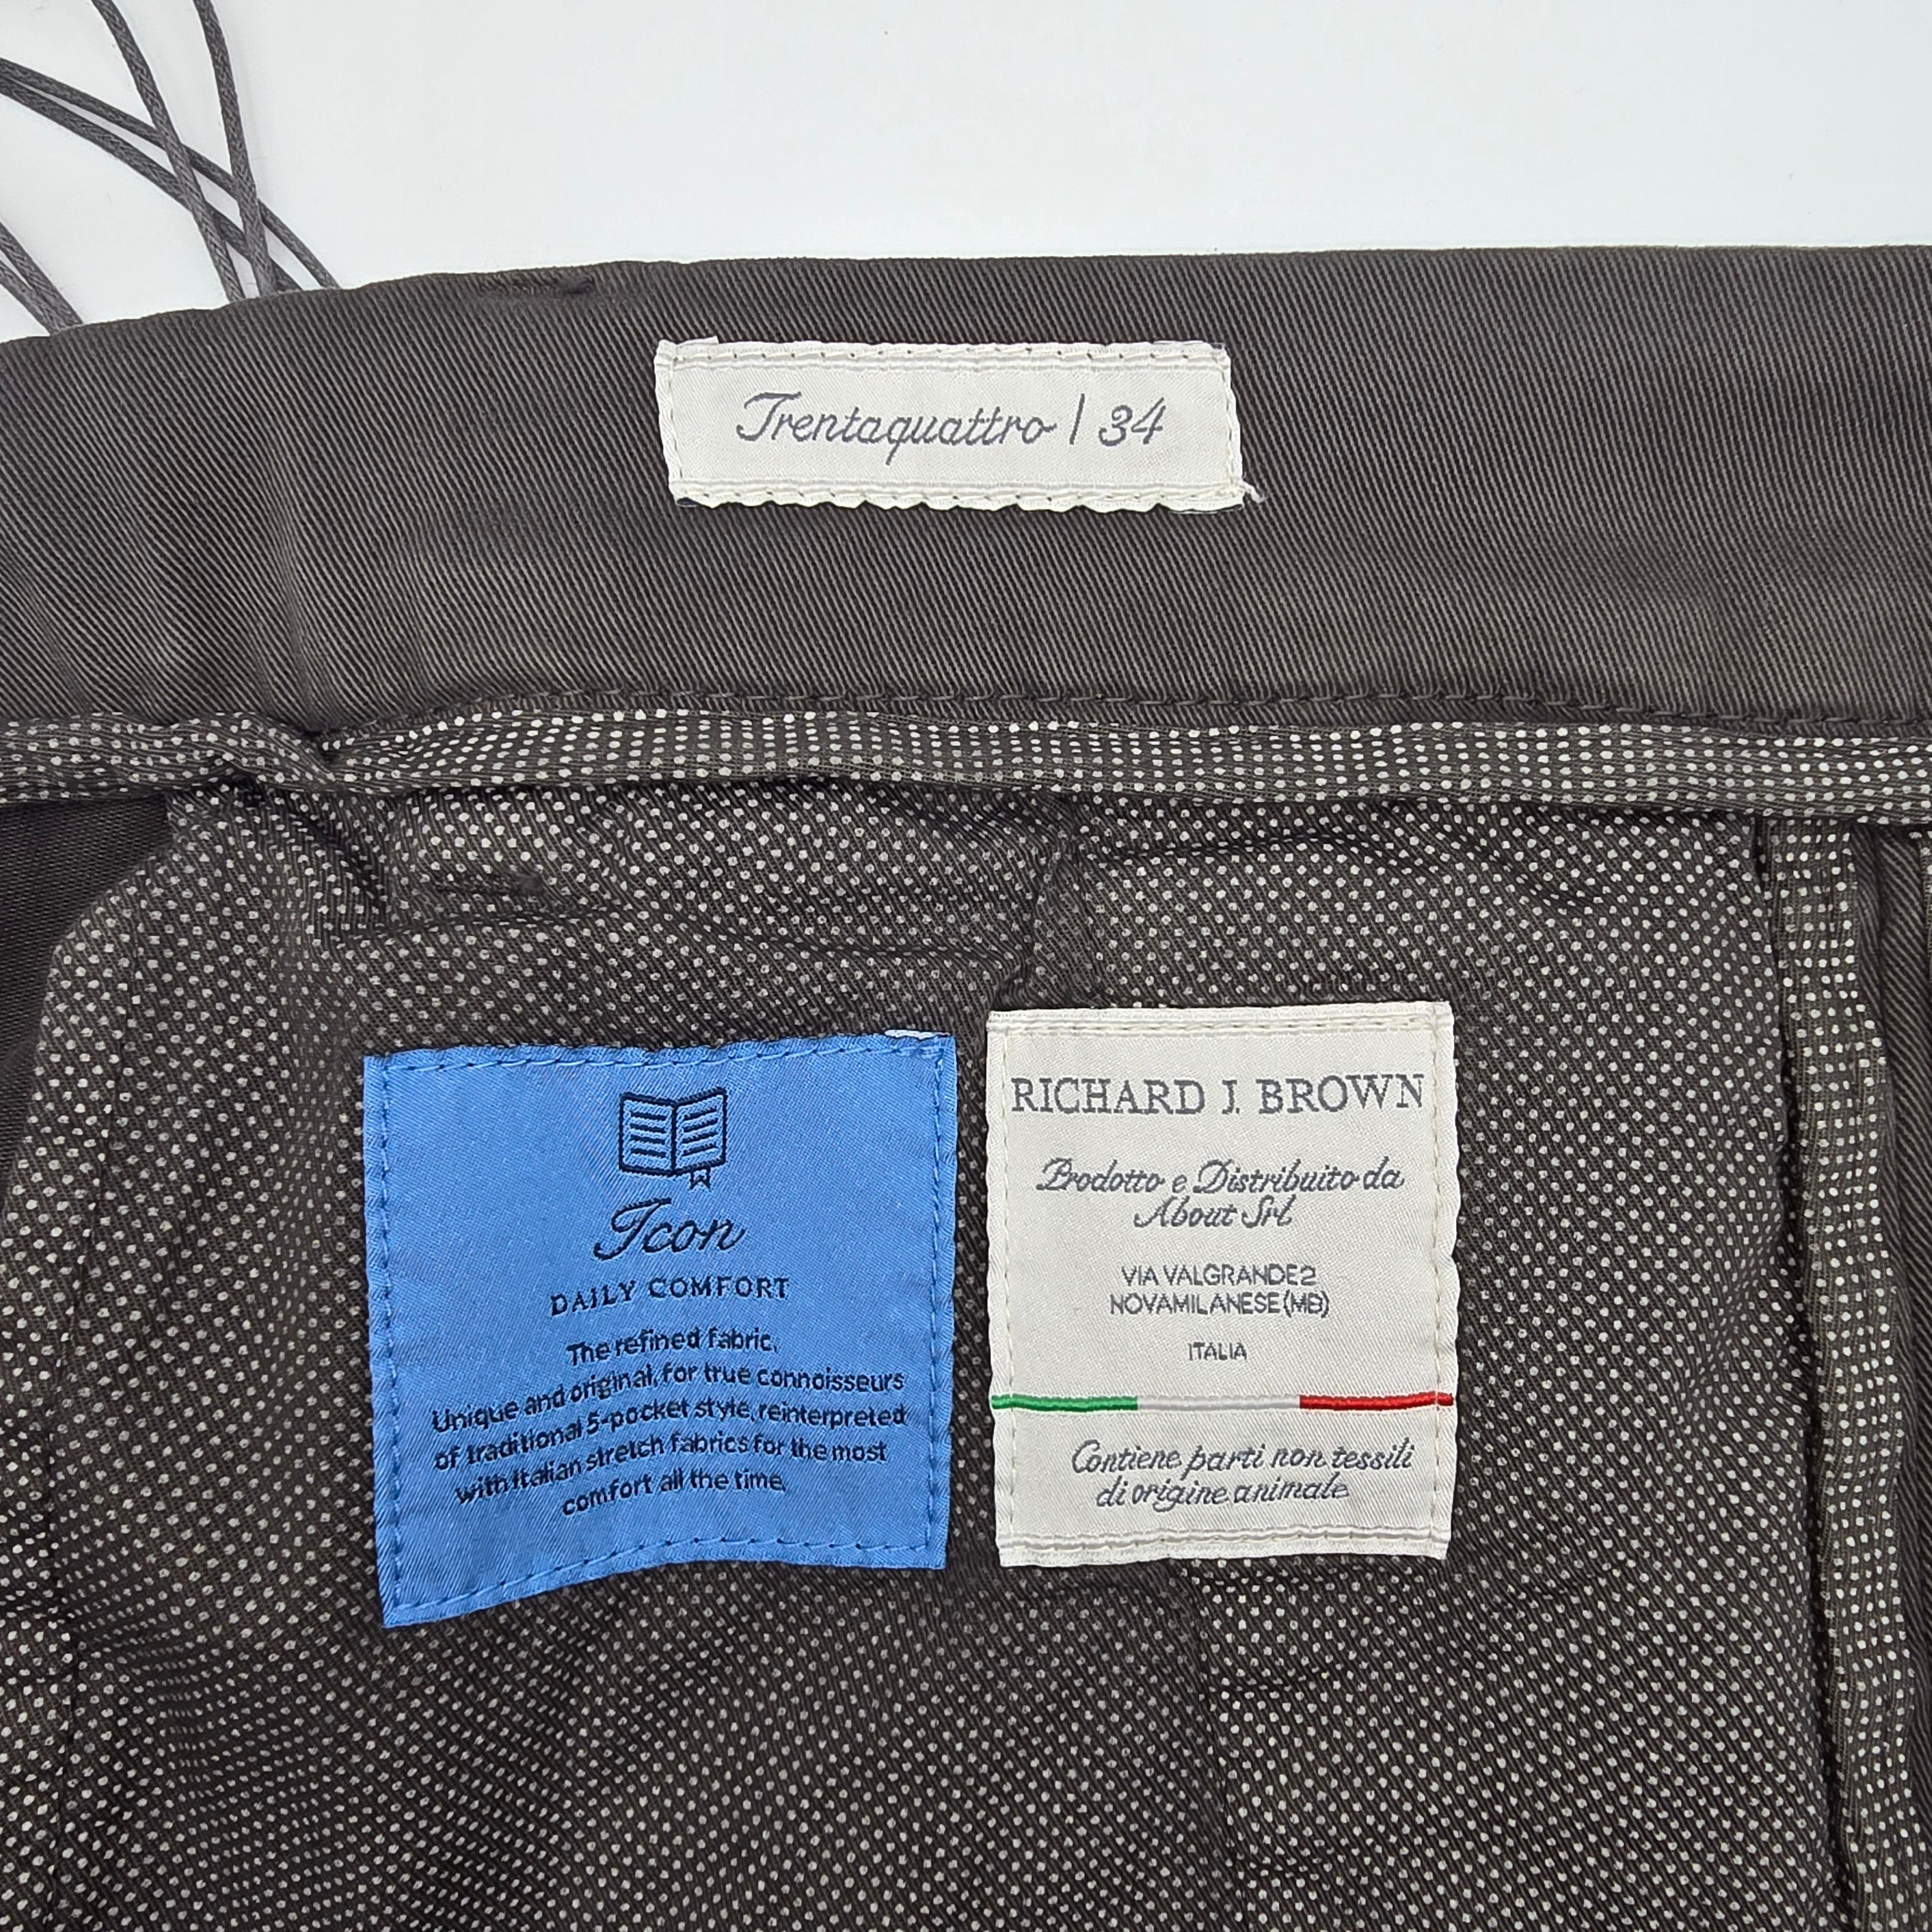 Trentaquattro | 34
Icon
DAILY COMFORT
The refined fabric,
Unique and original, for true connoisseurs
of traditional 5-pocket style, reinterpreted
with Italian stretch fabrics for the most
comfort all the time.
RICHARD J. BROWN
Prodotto e Distribuito da
About Srl
VIA VALGRANDE 2
NOVA MILANESE (MB)
ITALIA
Contiene parti non tessili
di origine animale